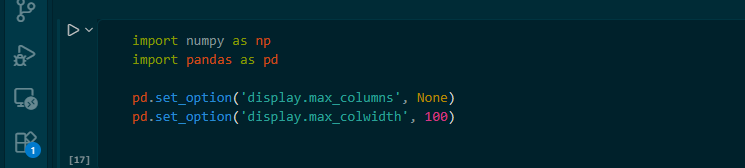 import numpy as np
import pandas as pd
pd.set_option('display.max_columns', None)
pd.set_option('display.max_colwidth', 100)
1
[17]